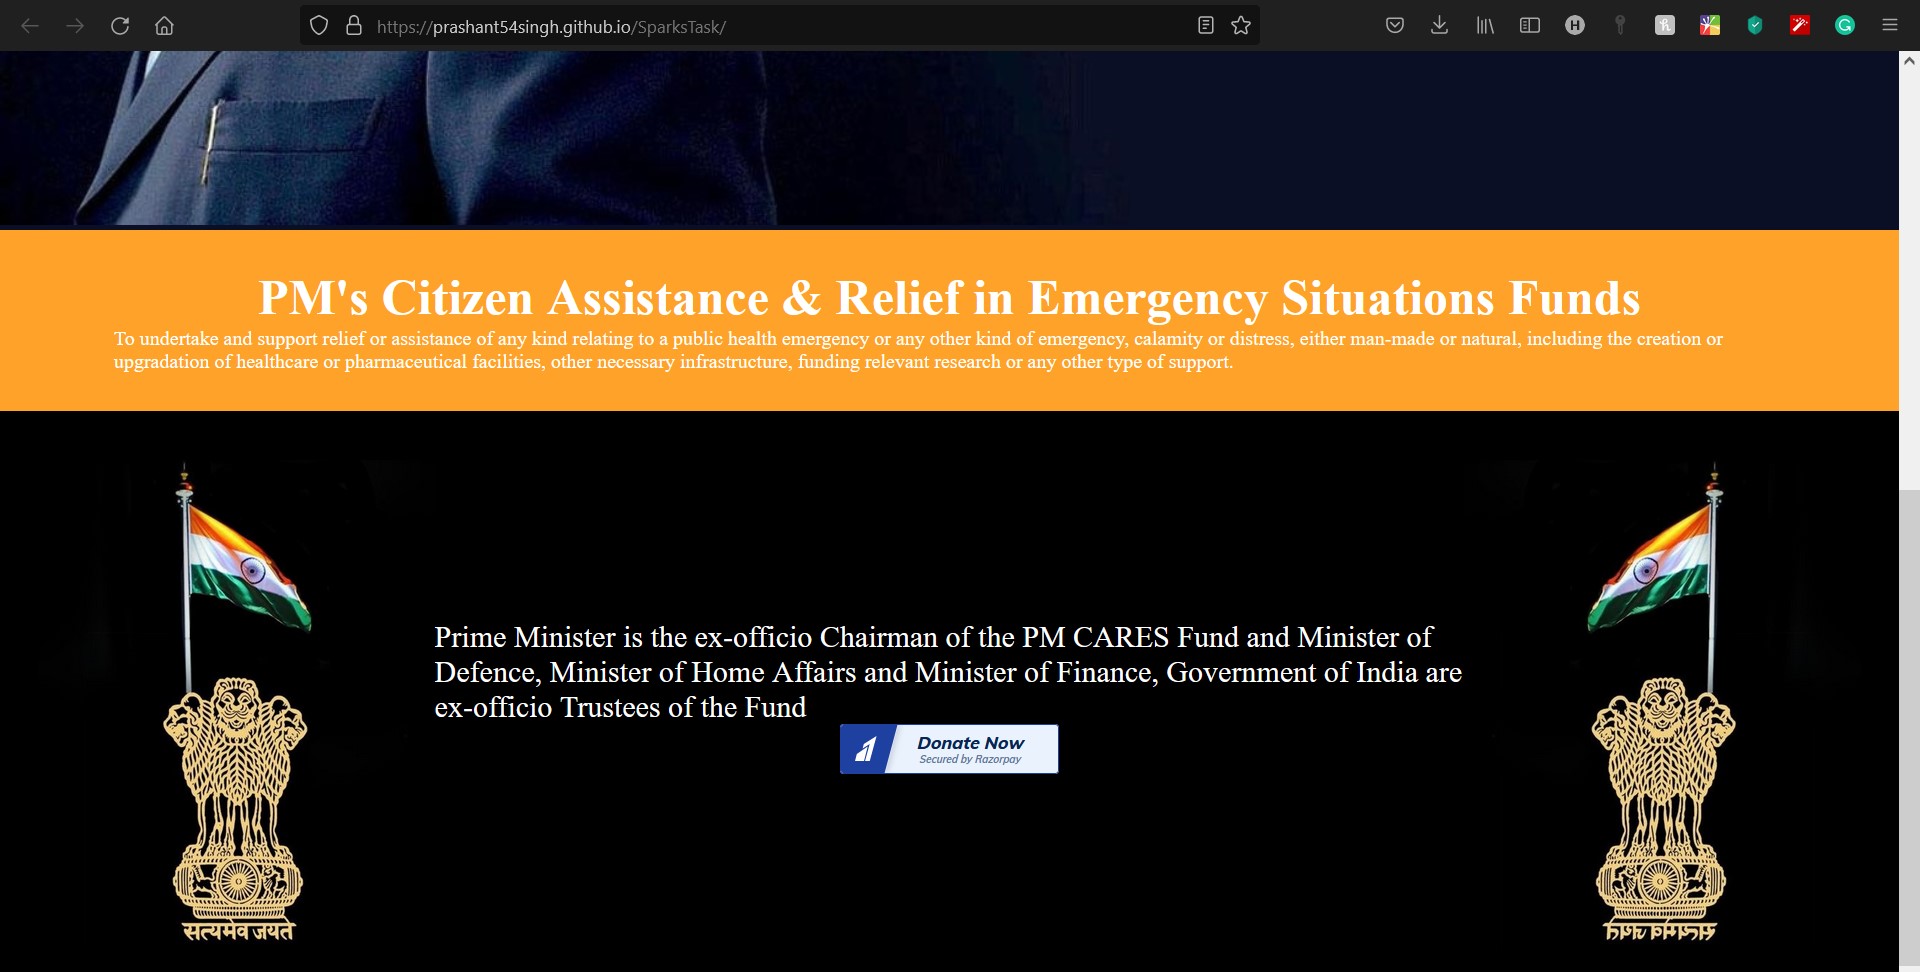 https://prashant54singh.github.io/SparksTask/
PM's Citizen Assistance & Relief in Emergency Situations Funds
To undertake and support relief or assistance of any kind relating to a public health emergency or any other kind of emergency, calamity or distress, either man-made or natural, including the creation or
upgradation of healthcare or pharmaceutical facilities, other necessary infrastructure, funding relevant research or any other type of support.
Prime Minister is the ex-officio Chairman of the PM CARES Fund and Minister of
Defence, Minister of Home Affairs and Minister of Finance, Government of India are
ex-officio Trustees of the Fund
Donate Now
Secured by Razorpay
सत्यमेव जयते
सत्यमेव जयते